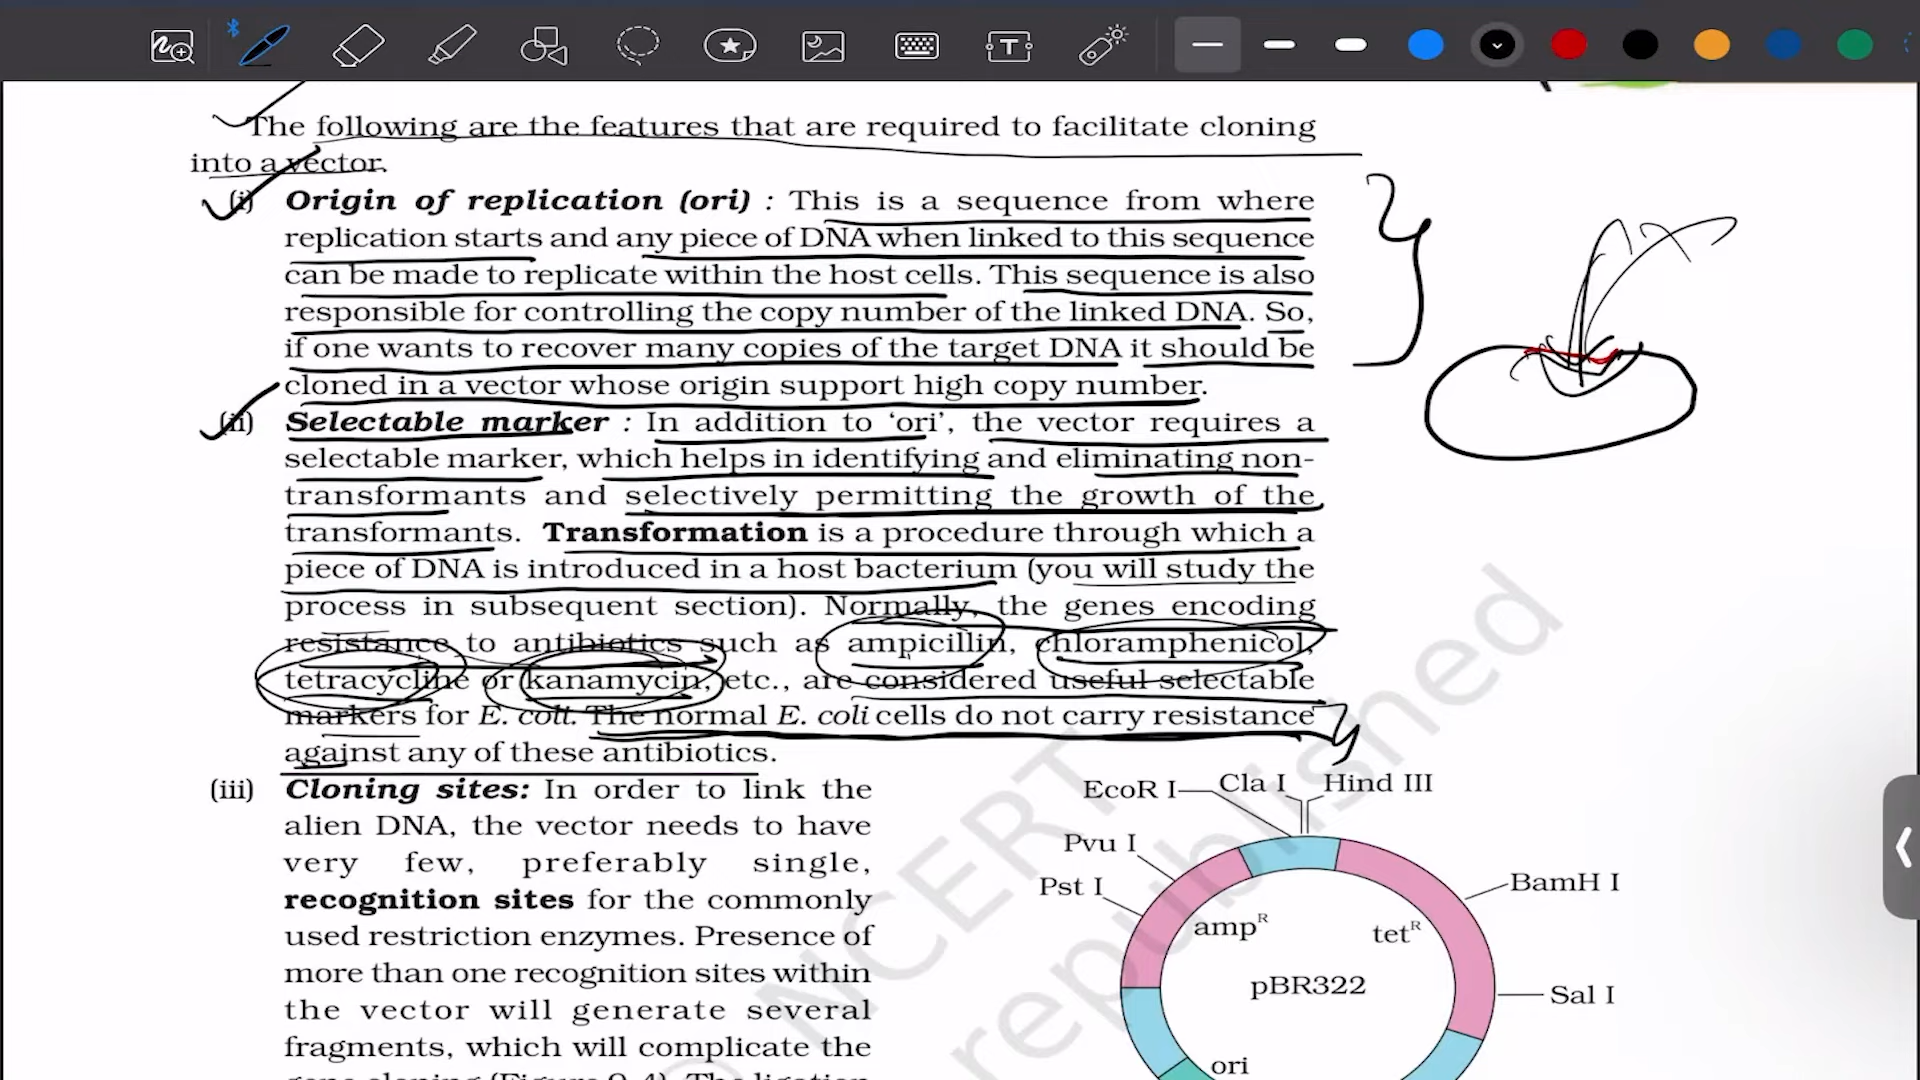 The following are the features that are required to facilitate cloning
into a vector.
(i) Origin of replication (ori) : This is a sequence from where
replication starts and any piece of DNA when linked to this sequence
can be made to replicate within the host cells. This sequence is also
responsible for controlling the copy number of the linked DNA. So,
if one wants to recover many copies of the target DNA it should be
cloned in a vector whose origin support high copy number.
(ii) Selectable marker : In addition to ‘ori’, the vector requires a
selectable marker, which helps in identifying and eliminating non-
transformants and selectively permitting the growth of the
transformants. Transformation is a procedure through which a
piece of DNA is introduced in a host bacterium (you will study the
process in subsequent section). Normally, the genes encoding
resistance to antibiotics such as ampicillin, chloramphenicol,
tetracycline or kanamycin, etc., are considered useful selectable
markers for E. coli. The normal E. coli cells do not carry resistance
against any of these antibiotics.
(iii) Cloning sites: In order to link the
alien DNA, the vector needs to have
very few, preferably single,
recognition sites for the commonly
used restriction enzymes. Presence of
more than one recognition sites within
the vector will generate several
fragments, which will complicate the
EcoR I
Cla I
Hind III
Pvu I
Pst I
BamH I
ampR
tetR
pBR322
Sal I
ori
NCERT
republished